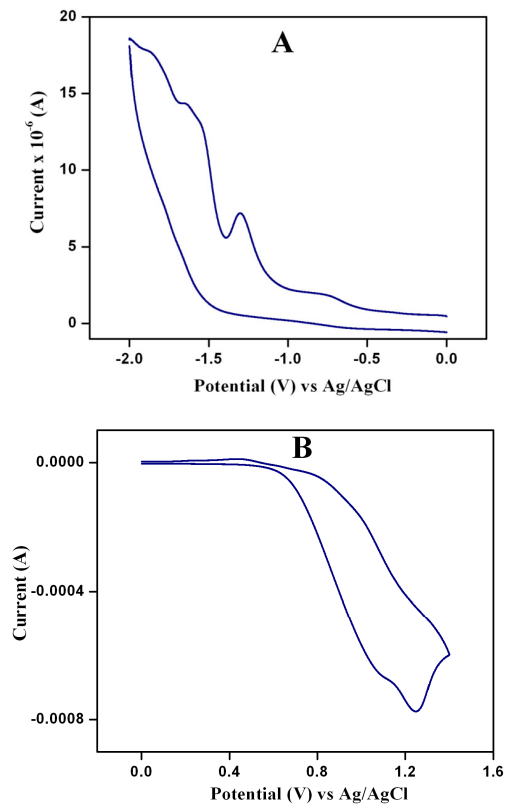 A
20
15
10
5
0
Current x 10⁻⁶ (A)
-2.0 -1.5 -1.0 -0.5 0.0
Potential (V) vs Ag/AgCl
B
0.0000
-0.0004
-0.0008
Current (A)
0.0 0.4 0.8 1.2 1.6
Potential (V) vs Ag/AgCl